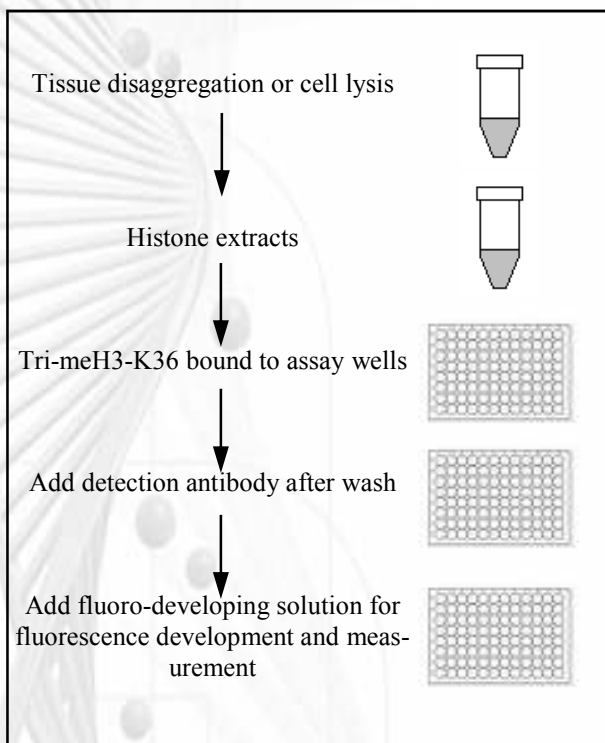 Tissue disaggregation or cell lysis
Histone extracts
Tri-meH3-K36 bound to assay wells
Add detection antibody after wash
Add fluoro-developing solution for
fluorescence development and meas-
urement